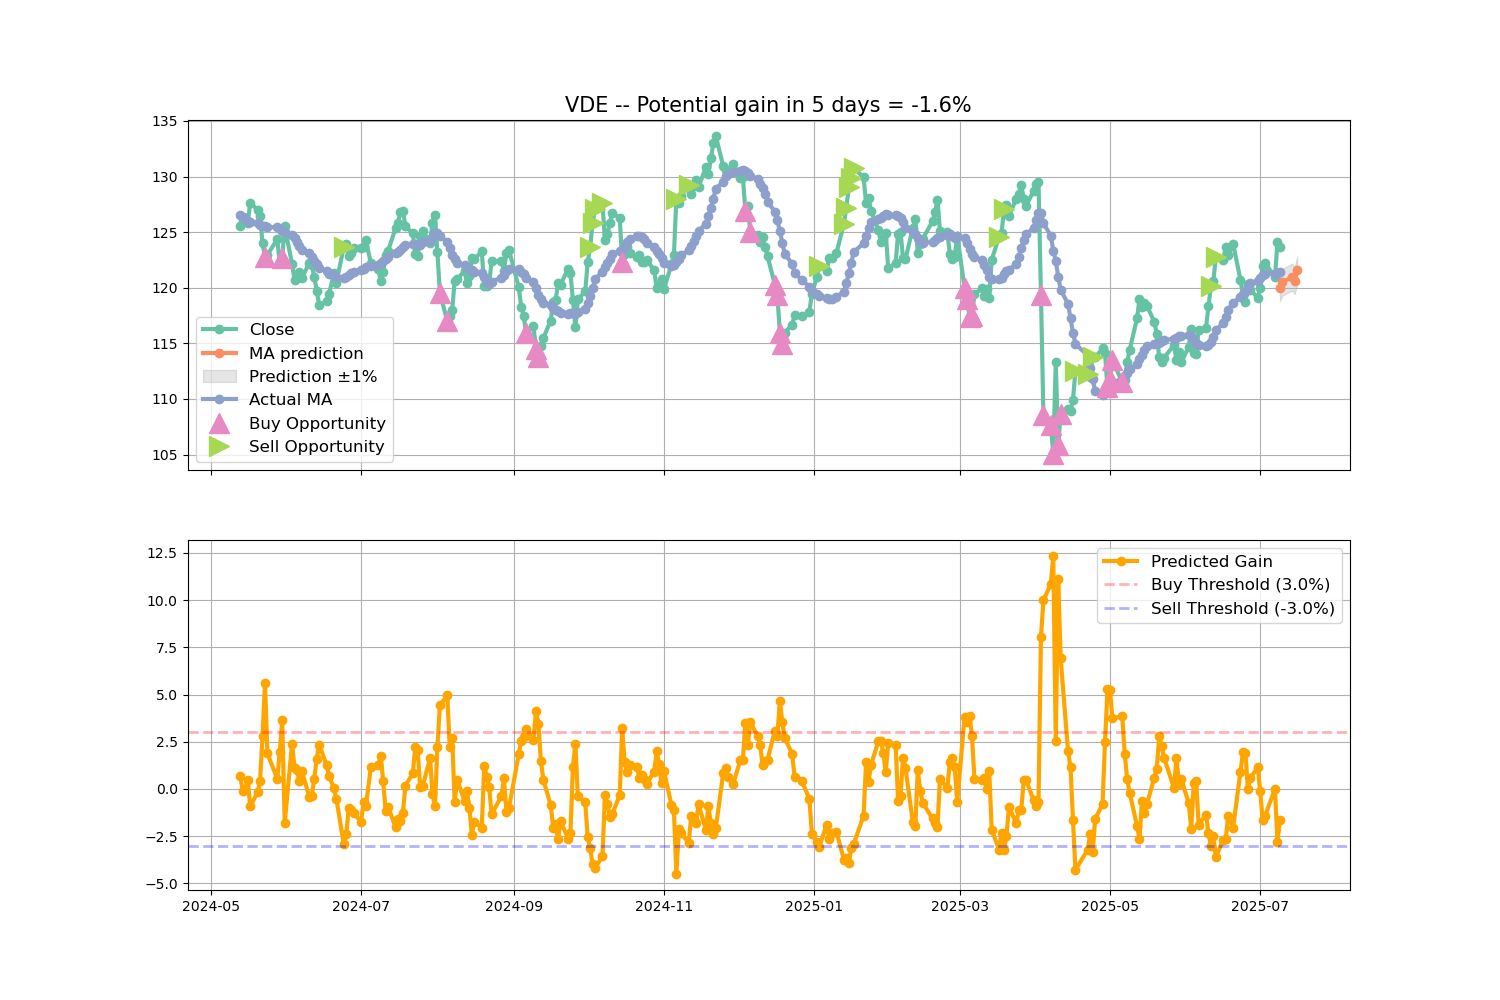 VDE -- Potential gain in 5 days = -1.6%
135
130
125
120
115
110
105
Close
MA prediction
Prediction ±1%
Actual MA
Buy Opportunity
Sell Opportunity
12.5
10.0
7.5
5.0
2.5
0.0
−2.5
−5.0
Predicted Gain
Buy Threshold (3.0%)
Sell Threshold (-3.0%)
2024-05
2024-07
2024-09
2024-11
2025-01
2025-03
2025-05
2025-07